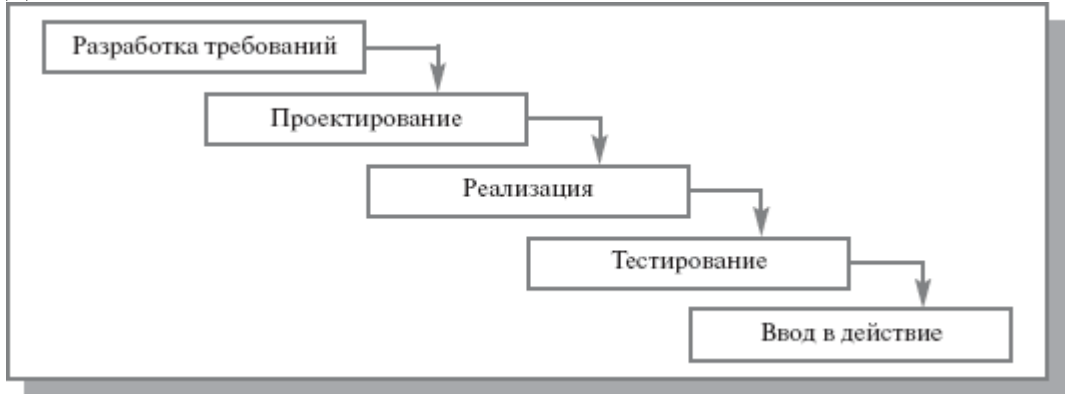 Разработка требований
Проектирование
Реализация
Тестирование
Ввод в действие